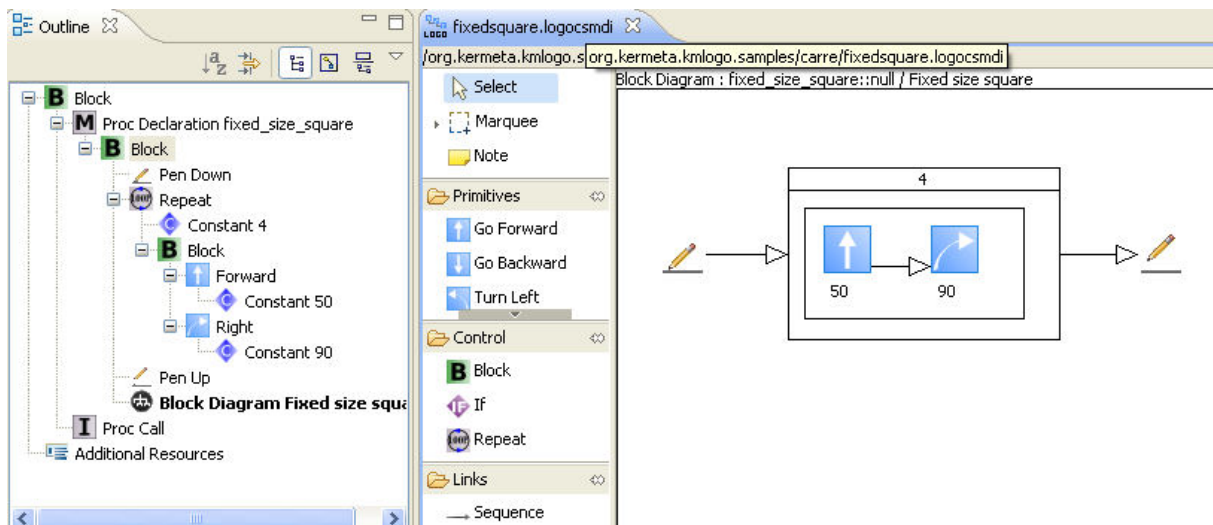 Outline
B Block
M Proc Declaration fixed_size_square
B Block
Pen Down
Repeat
C Constant 4
B Block
Forward
C Constant 50
Right
C Constant 90
Pen Up
Block Diagram Fixed size squa
I Proc Call
Additional Resources
LOGO fixedsquare.logocsmdi
/org.kermeta.kmlogo.s org.kermeta.kmlogo.samples/carre/fixedsquare.logocsmdi
Select
Marquee
Note
Primitives
Go Forward
Go Backward
Turn Left
Control
B Block
IF If
Repeat
Links
Sequence
Block Diagram : fixed_size_square::null / Fixed size square
4
50 90